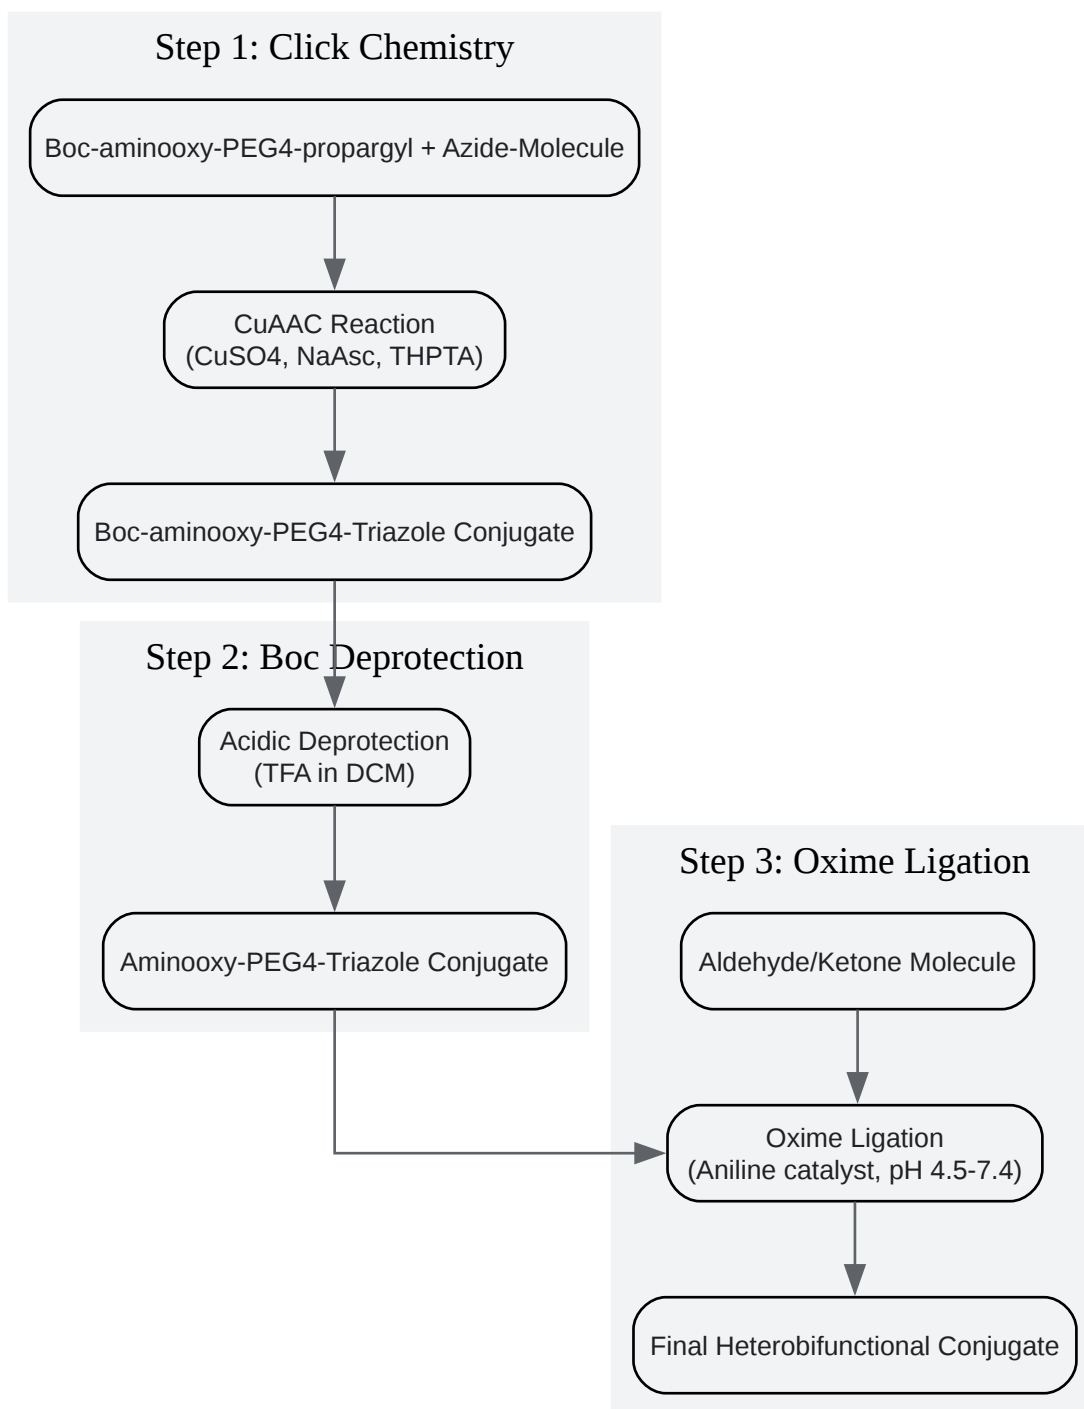 Step 1: Click Chemistry
Boc-aminooxy-PEG4-propargyl + Azide-Molecule
CuAAC Reaction
(CuSO4, NaAsc, THPTA)
Boc-aminooxy-PEG4-Triazole Conjugate
Step 2: Boc Deprotection
Acidic Deprotection
(TFA in DCM)
Aminooxy-PEG4-Triazole Conjugate
Step 3: Oxime Ligation
Aldehyde/Ketone Molecule
Oxime Ligation
(Aniline catalyst, pH 4.5-7.4)
Final Heterobifunctional Conjugate